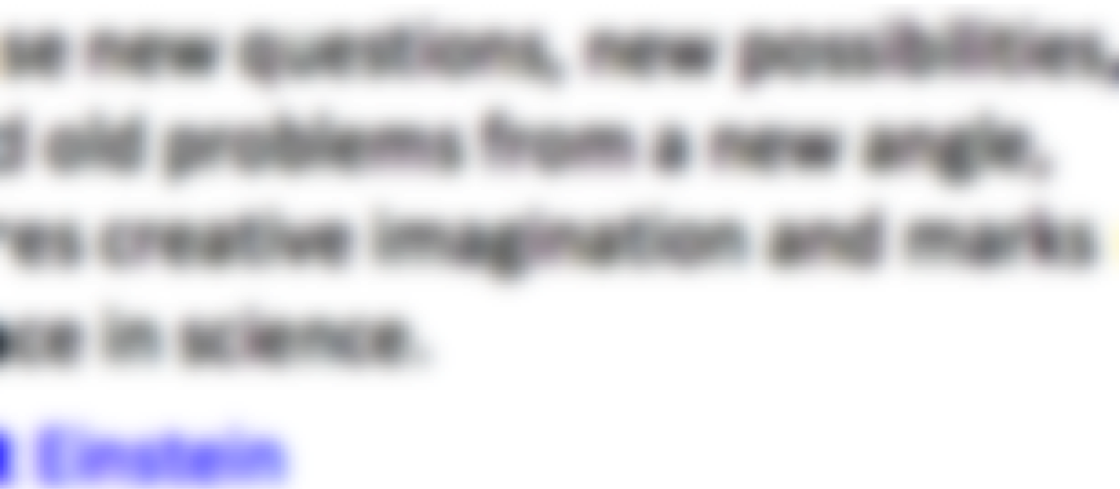 se new questions, new possibilities,
old problems from a new angle,
res creative imagination and marks
ce in science.
Einstein